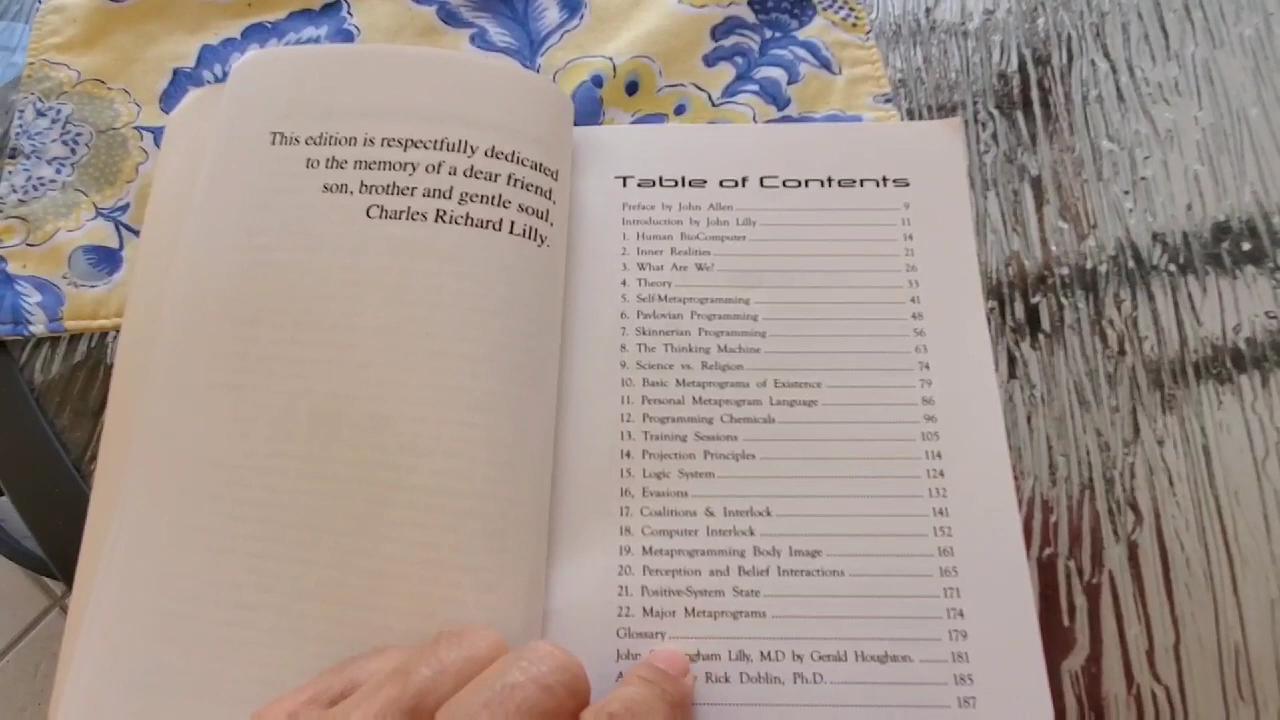 This edition is respectfully dedicated
to the memory of a dear friend,
son, brother and gentle soul,
Charles Richard Lilly.
Table of Contents
Preface by John Allen 9
Introduction by John Lilly 11
1. Human BioComputer 14
2. Inner Realities 21
3. What Are We? 26
4. Theory 33
5. Self-Metaprogramming 41
6. Pavlovian Programming 48
7. Skinnerian Programming 56
8. The Thinking Machine 63
9. Science vs. Religion 74
10. Basic Metaprograms of Existence 79
11. Personal Metaprogram Language 86
12. Programming Chemicals 96
13. Training Sessions 105
14. Projection Principles 114
15. Logic System 124
16, Evasions 132
17. Coalitions & Interlock 141
18. Computer Interlock 152
19. Metaprogramming Body Image 161
20. Perception and Belief Interactions 165
21. Positive-System State 171
22. Major Metaprograms 174
Glossary 179
John Lilly, M.D by Gerald Houghton. 181
Rick Doblin, Ph.D. 185
187